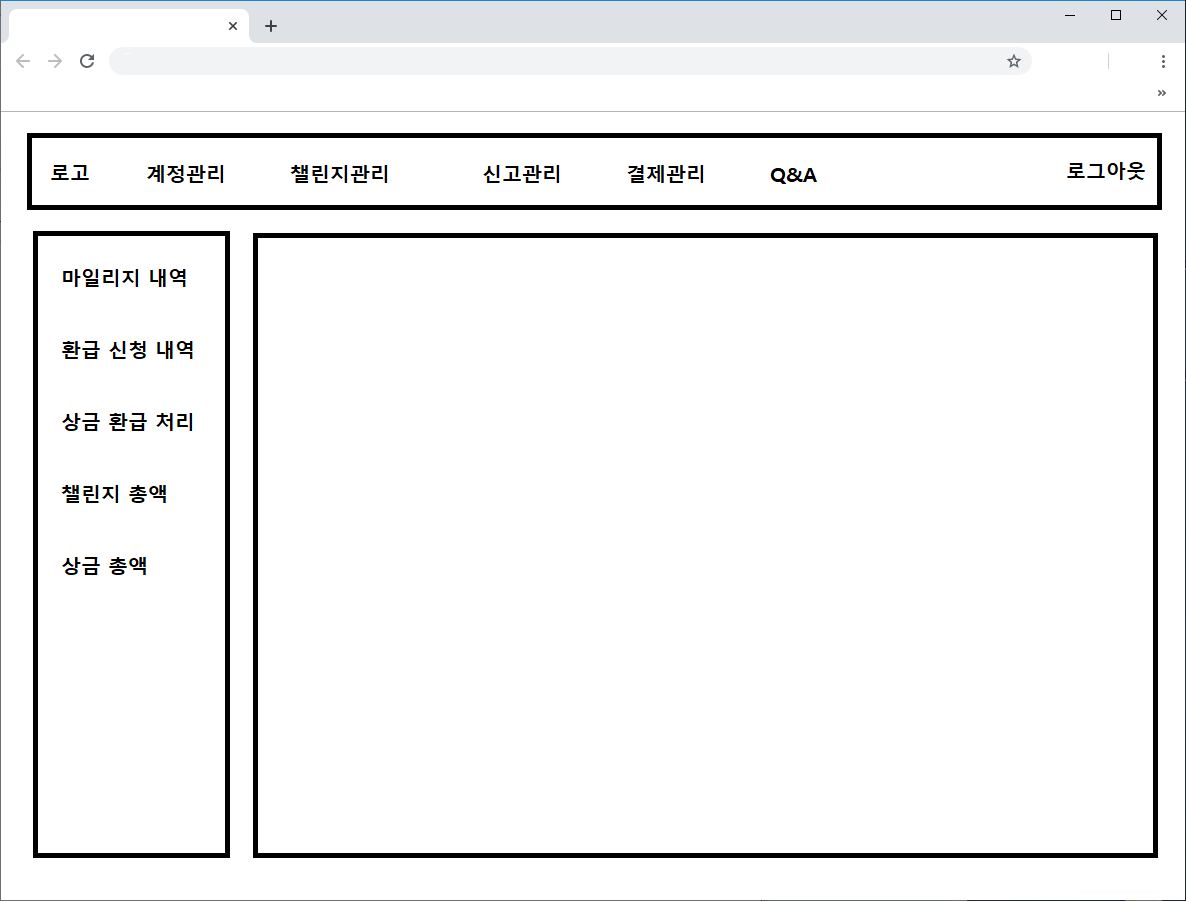 로고 계정관리 챌린지관리 신고관리 결제관리 Q&A 로그아웃
마일리지 내역
환급 신청 내역
상금 환급 처리
챌린지 총액
상금 총액